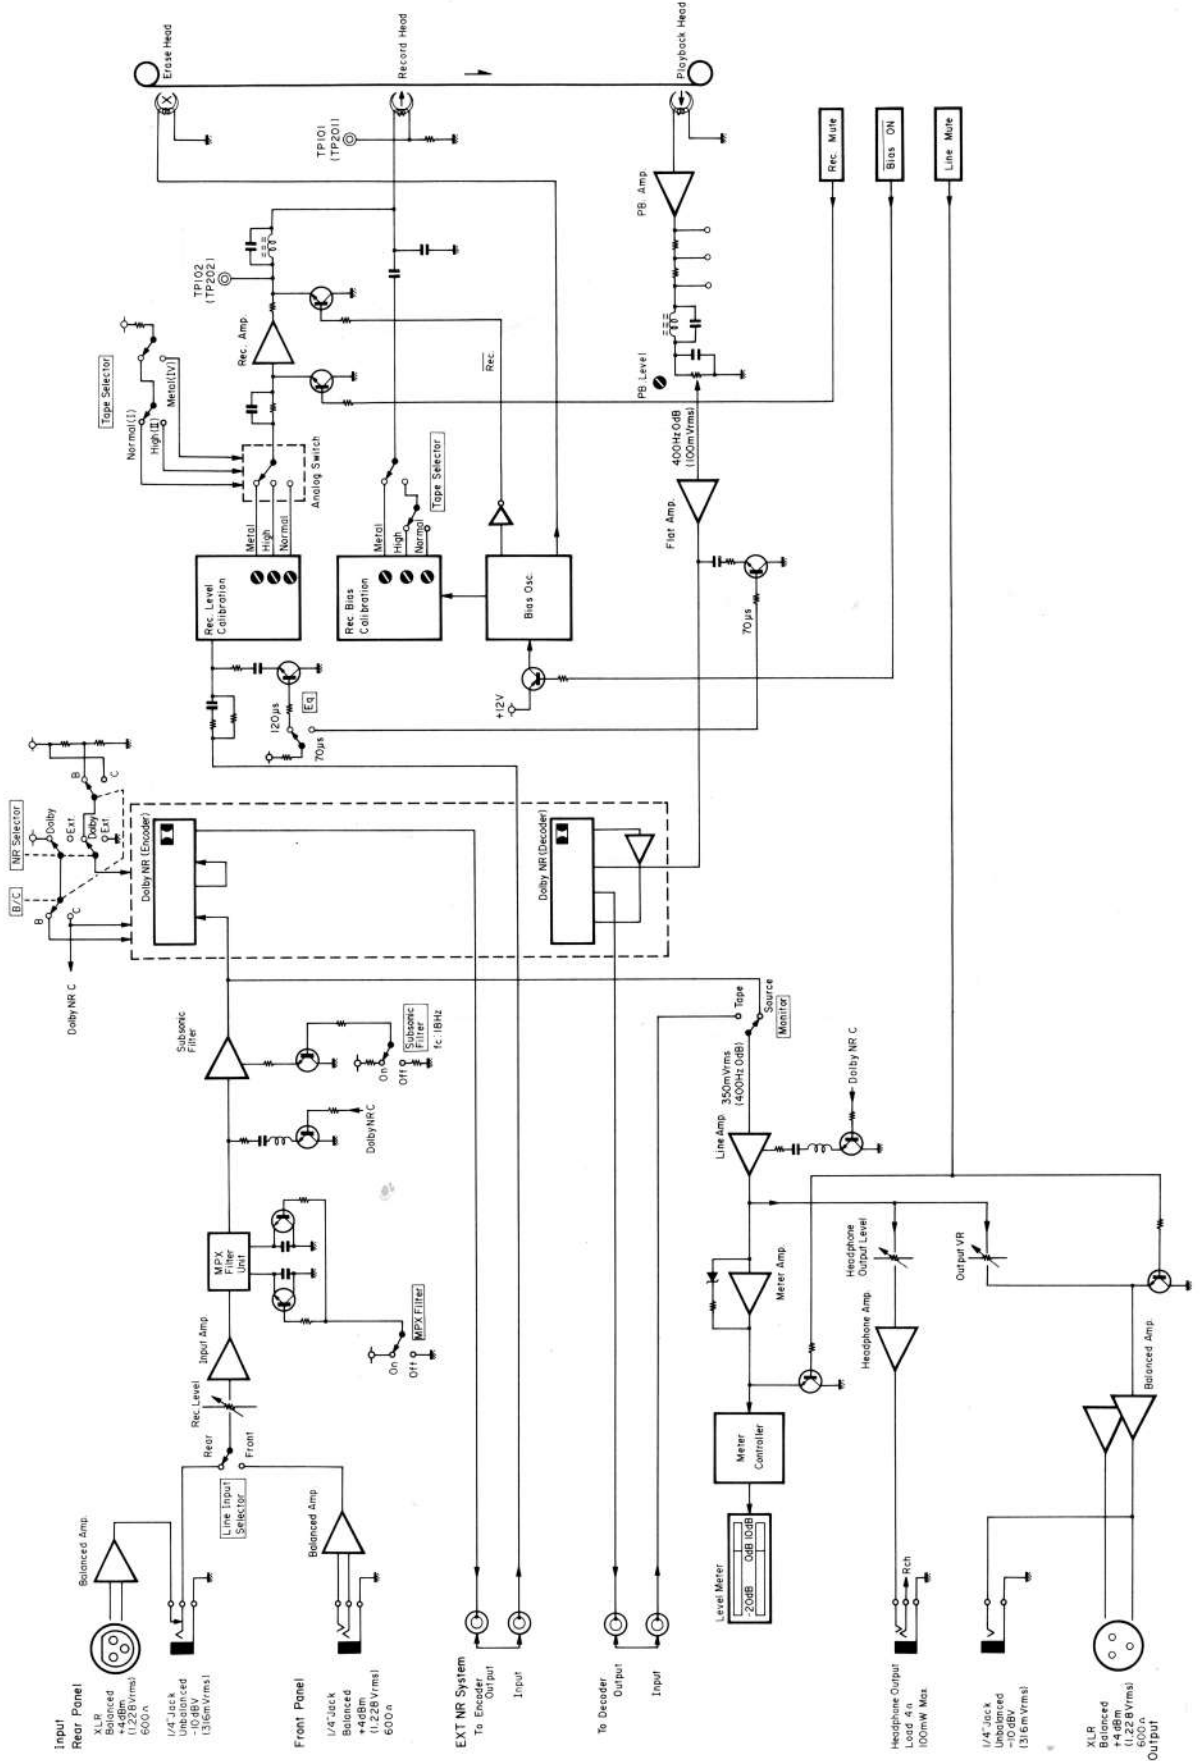 Input
Rear Panel
XLR
Balanced
+4dBm
(1.228Vrms)
600Ω
1/4"Jack
Unbalanced
-10dBV
(316mVrms)
Front Panel
1/4"Jack
Balanced
+4dBm
(1.228Vrms)
600Ω
EXT NR System
To Encoder
Output
Input
To Decoder
Output
Input
Balanced Amp.
Line Input
Selector
Rear
Front
Balanced Amp
Rec. Level
Input Amp.
MPX
Filter
Unit
MPX Filter
On
Off
Dolby NR C
Subsonic
Filter
On
Off
Subsonic
Filter
fc:18Hz
Dolby NR C
B/C
B
C
NR Selector
Dolby
Ext.
Dolby
Ext.
B
C
Dolby NR (Encoder)
Dolby NR (Decoder)
120μs
70μs
Eq
Rec. Level
Calibration
Metal
High
Normal
Analog Switch
Normal(I)
High(II)
Metal(IV)
Tape Selector
Rec. Amp.
TP102
(TP202)
Rec. Bias
Calibration
Metal
High
Normal
Tape Selector
+12V
Bias Osc.
Rec.
TP101
(TP201)
Erase Head
Record Head
Playback Head
PB. Amp.
PB. Level
400Hz 0dB
(100mVrms)
Flat Amp.
70μs
Rec. Mute
Bias ON
Line Mute
Tape
Source
Monitor
350mVrms
(400Hz 0dB)
Line Amp.
Dolby NR C
Meter Amp.
Meter
Controller
Level Meter
-20dB
0dB
10dB
Headphone
Output Level
Headphone Amp.
Output VR
Balanced Amp.
Rch
Headphone Output
Load 4Ω
100mW Max.
1/4"Jack
Unbalanced
-10dBV
(316mVrms)
XLR
Balanced
+4dBm
(1.228Vrms)
600Ω
Output